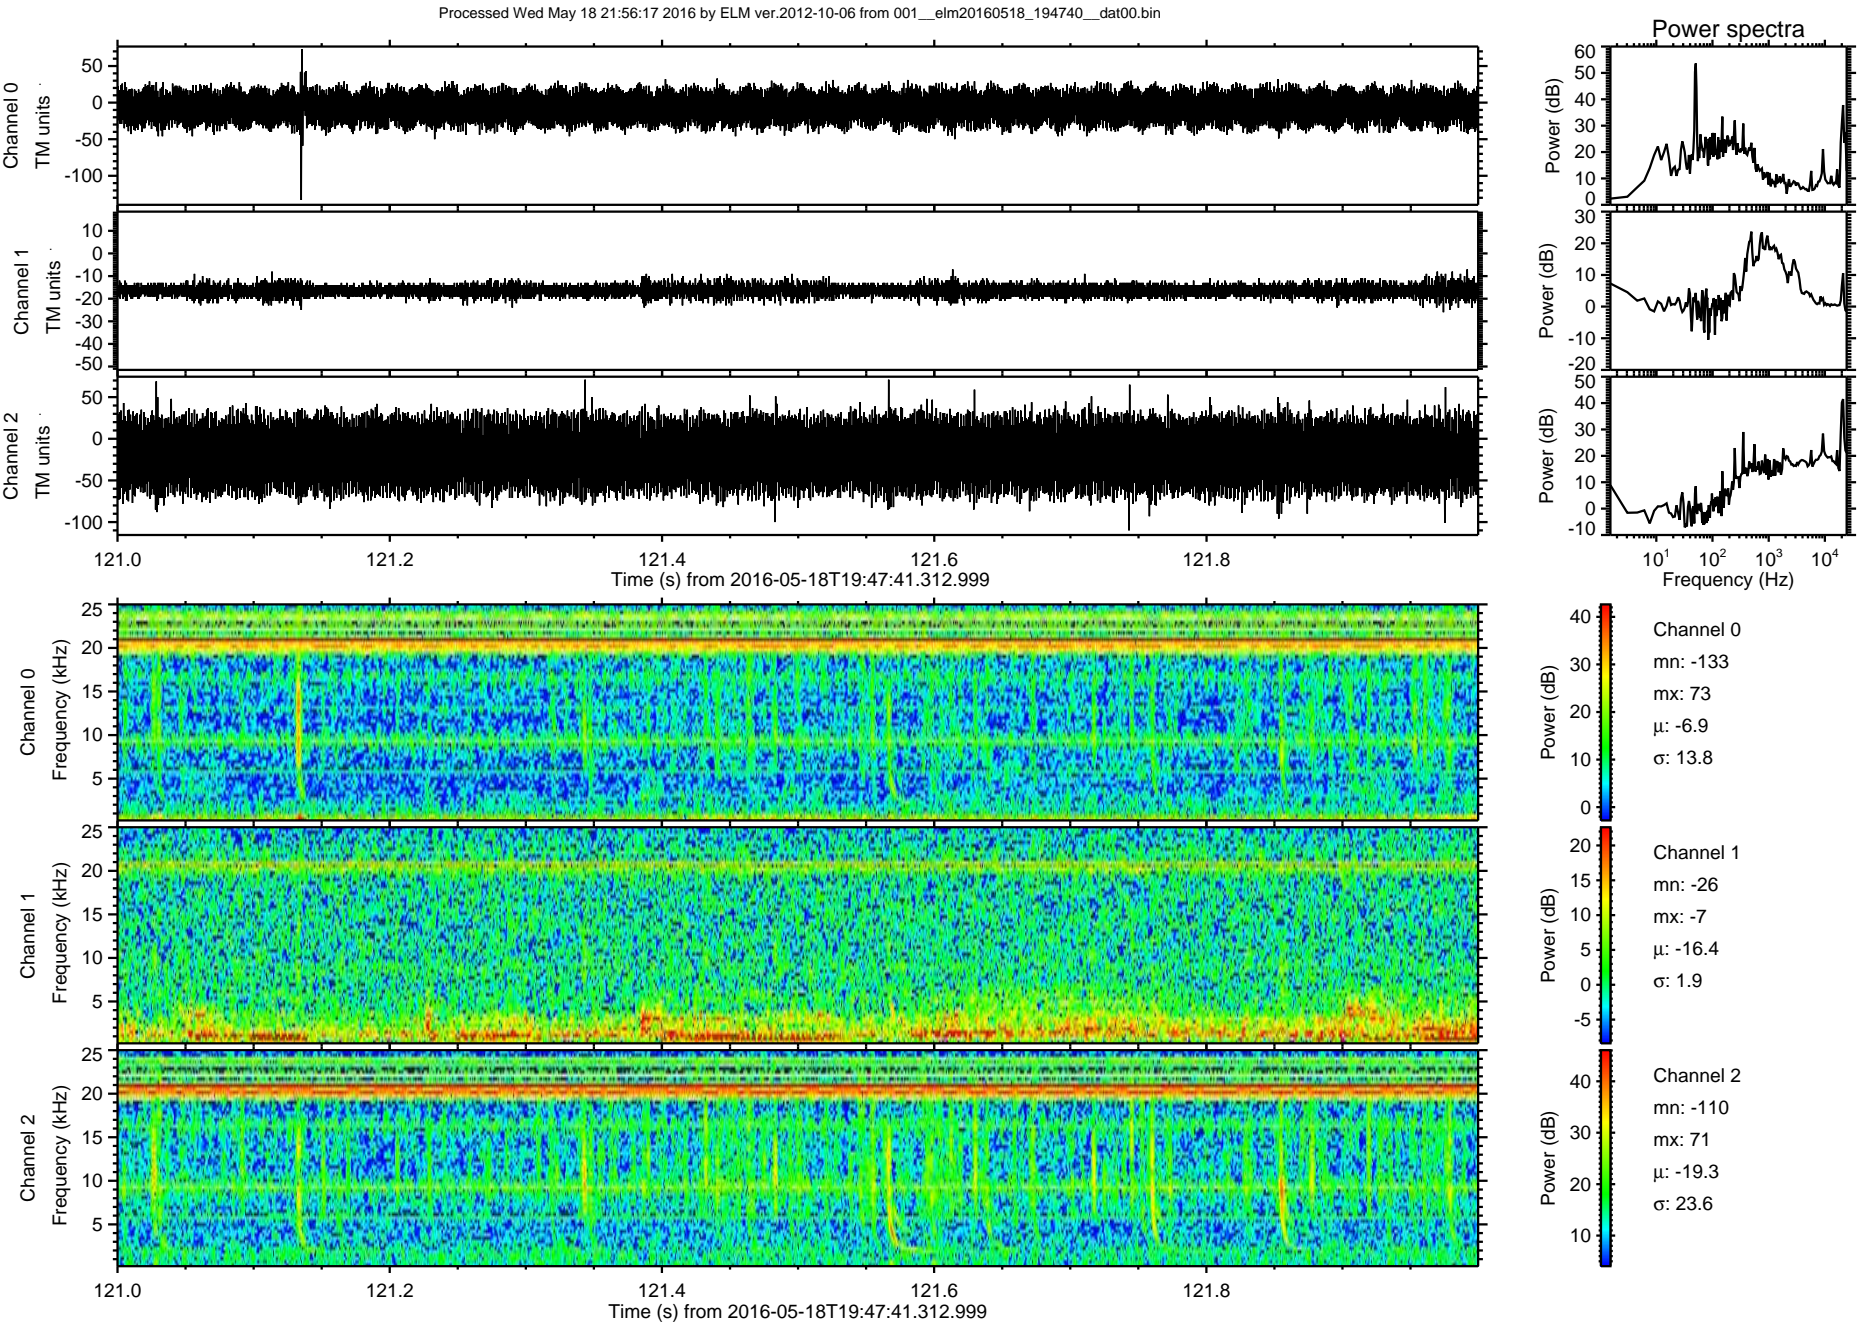 Processed Wed May 18 21:56:17 2016 by ELM ver.2012-10-06 from 001__elm20160518_194740__dat00.bin
Power spectra
Channel 0
TM units
50
0
-50
-100
Power (dB)
60
50
40
30
20
10
0
Channel 1
TM units
10
0
-10
-20
-30
-40
-50
Power (dB)
30
20
10
0
-10
-20
Channel 2
TM units
50
0
-50
-100
Power (dB)
50
40
30
20
10
0
-10
121.0 121.2 121.4 121.6 121.8
Time (s) from 2016-05-18T19:47:41.312.999
10¹ 10² 10³ 10⁴
Frequency (Hz)
Channel 0
Frequency (kHz)
25
20
15
10
5
Power (dB)
40
30
20
10
0
Channel 0
mn: -133
mx: 73
μ: -6.9
σ: 13.8
Channel 1
Frequency (kHz)
25
20
15
10
5
Power (dB)
20
15
10
5
0
-5
Channel 1
mn: -26
mx: -7
μ: -16.4
σ: 1.9
Channel 2
Frequency (kHz)
25
20
15
10
5
Power (dB)
40
30
20
10
Channel 2
mn: -110
mx: 71
μ: -19.3
σ: 23.6
121.0 121.2 121.4 121.6 121.8
Time (s) from 2016-05-18T19:47:41.312.999